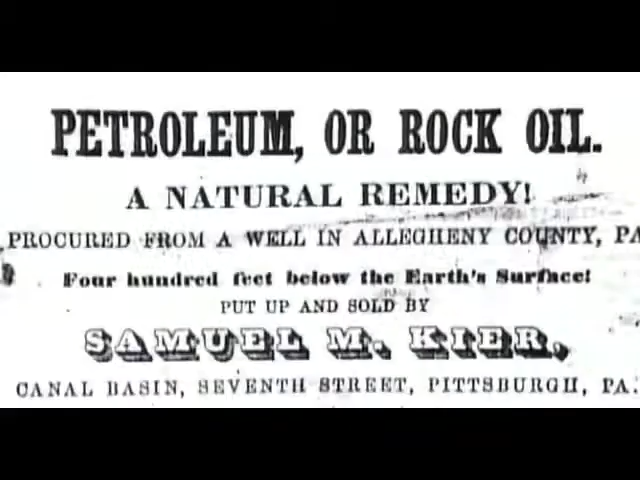 PETROLEUM, OR ROCK OIL.
A NATURAL REMEDY!
PROCURED FROM A WELL IN ALLEGHENY COUNTY, PA
Four hundred feet below the Earth's Surface!
PUT UP AND SOLD BY
SAMUEL M. KIER,
CANAL BASIN, SEVENTH STREET, PITTSBURGH, PA.